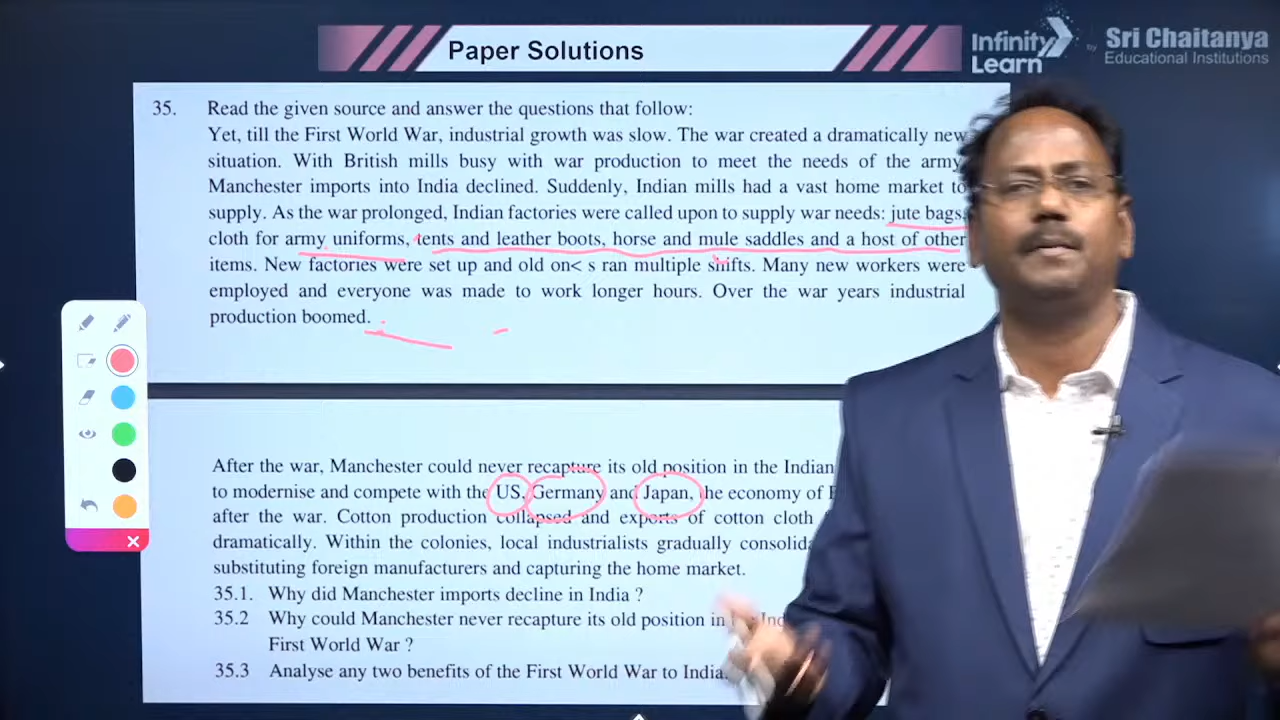 Paper Solutions
Infinity
Learn
by
Sri Chaitanya
Educational Institutions
35. Read the given source and answer the questions that follow:
Yet, till the First World War, industrial growth was slow. The war created a dramatically new
situation. With British mills busy with war production to meet the needs of the army
Manchester imports into India declined. Suddenly, Indian mills had a vast home market to
supply. As the war prolonged, Indian factories were called upon to supply war needs: jute bags,
cloth for army uniforms, tents and leather boots, horse and mule saddles and a host of other
items. New factories were set up and old on< s ran multiple shifts. Many new workers were
employed and everyone was made to work longer hours. Over the war years industrial
production boomed.
After the war, Manchester could never recapture its old position in the Indian
to modernise and compete with the US, Germany and Japan, the economy of
after the war. Cotton production collapsed and exports of cotton cloth
dramatically. Within the colonies, local industrialists gradually
substituting foreign manufacturers and capturing the home market.
35.1. Why did Manchester imports decline in India ?
35.2 Why could Manchester never recapture its old position in
First World War ?
35.3 Analyse any two benefits of the First World War to India.